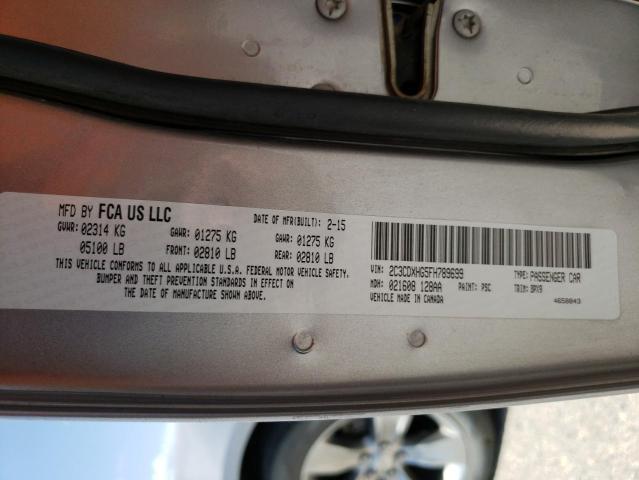 MFD BY FCA US LLC
DATE OF MFR(BUILT): 2-15
GVWR: 02314 KG
GAWR: 01275 KG
01275 KG
05100 LB
FRONT: 02810 LB
REAR: 02810 LB
THIS VEHICLE CONFORMS TO ALL APPLICABLE U.S.A. FEDERAL MOTOR VEHICLE SAFETY,
BUMPER AND THEFT PREVENTION STANDARDS IN EFFECT ON
THE DATE OF MANUFACTURE SHOWN ABOVE.
VIN: 2C3CDXHG5FH789699
TYPE: PASSENGER CAR
MDH: 021608 128AA
PAINT: PSC
TRIM: BPX9
VEHICLE MADE IN CANADA
4658043